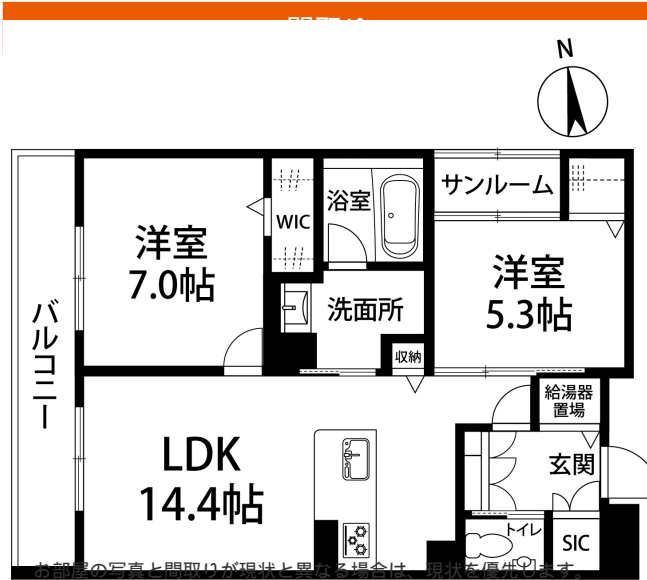 N
サンルーム
浴室
WIC
洋室
7.0帖
洋室
5.3帖
洗面所
バルコニー
収納
給湯器
置場
LDK
14.4帖
玄関
トイレ
SIC
お部屋の写真と間取りが現状と異なる場合は、現状を優先します。